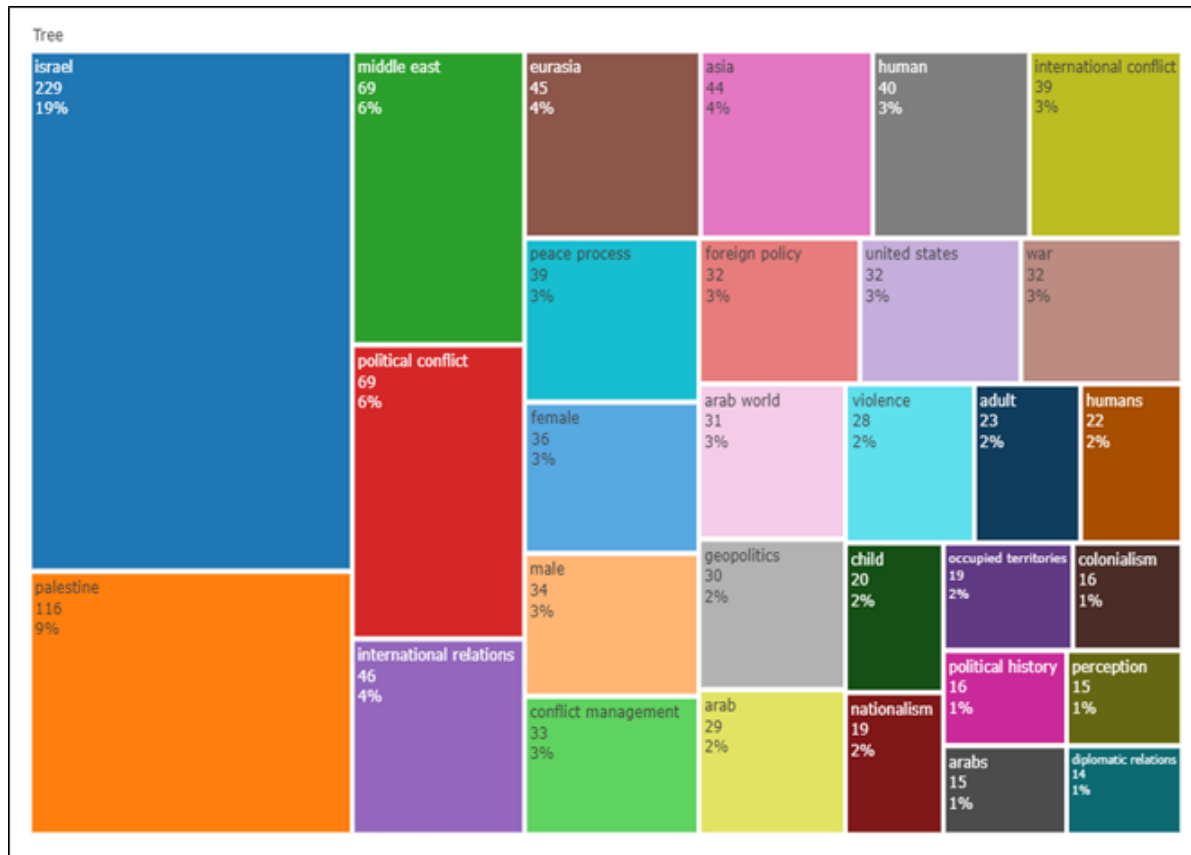 Tree
israel
229
19%
palestine
116
9%
middle east
69
6%
political conflict
69
6%
international relations
46
4%
eurasia
45
4%
asia
44
4%
human
40
3%
international conflict
39
3%
peace process
39
3%
female
36
3%
male
34
3%
conflict management
33
3%
foreign policy
32
3%
united states
32
3%
war
32
3%
arab world
31
3%
geopolitics
30
2%
arab
29
2%
violence
28
2%
adult
23
2%
humans
22
2%
child
20
2%
nationalism
19
2%
occupied territories
19
2%
colonialism
16
1%
political history
16
1%
perception
15
1%
arabs
15
1%
diplomatic relations
14
1%